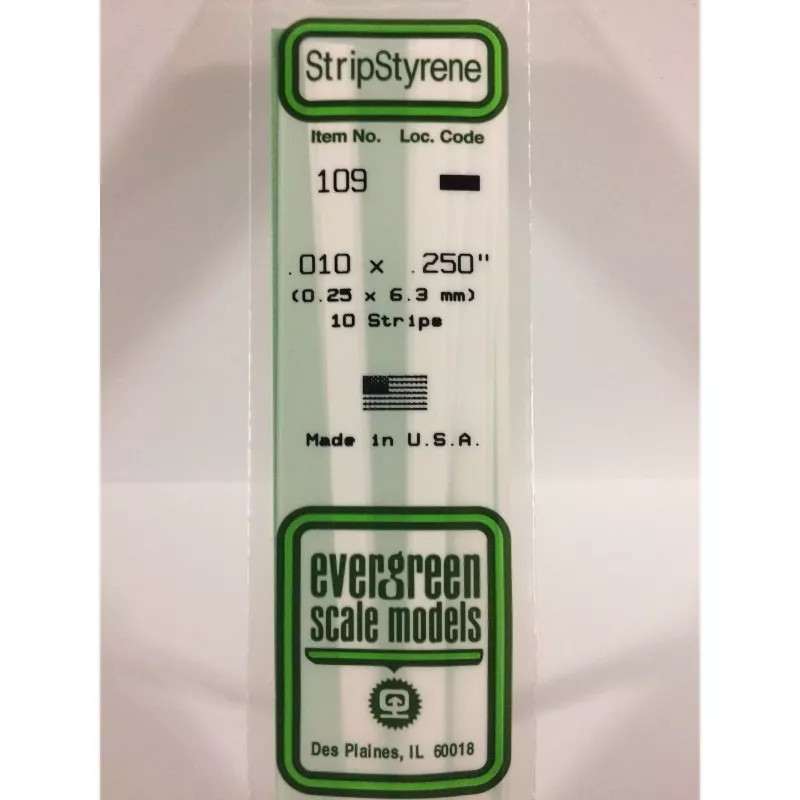 StripStyrene
Item No. Loc. Code
109
.010 x .250"
(0.25 x 6.3 mm)
10 Strips
Made in U.S.A.
evergreen
scale models
Des Plaines, IL 60018